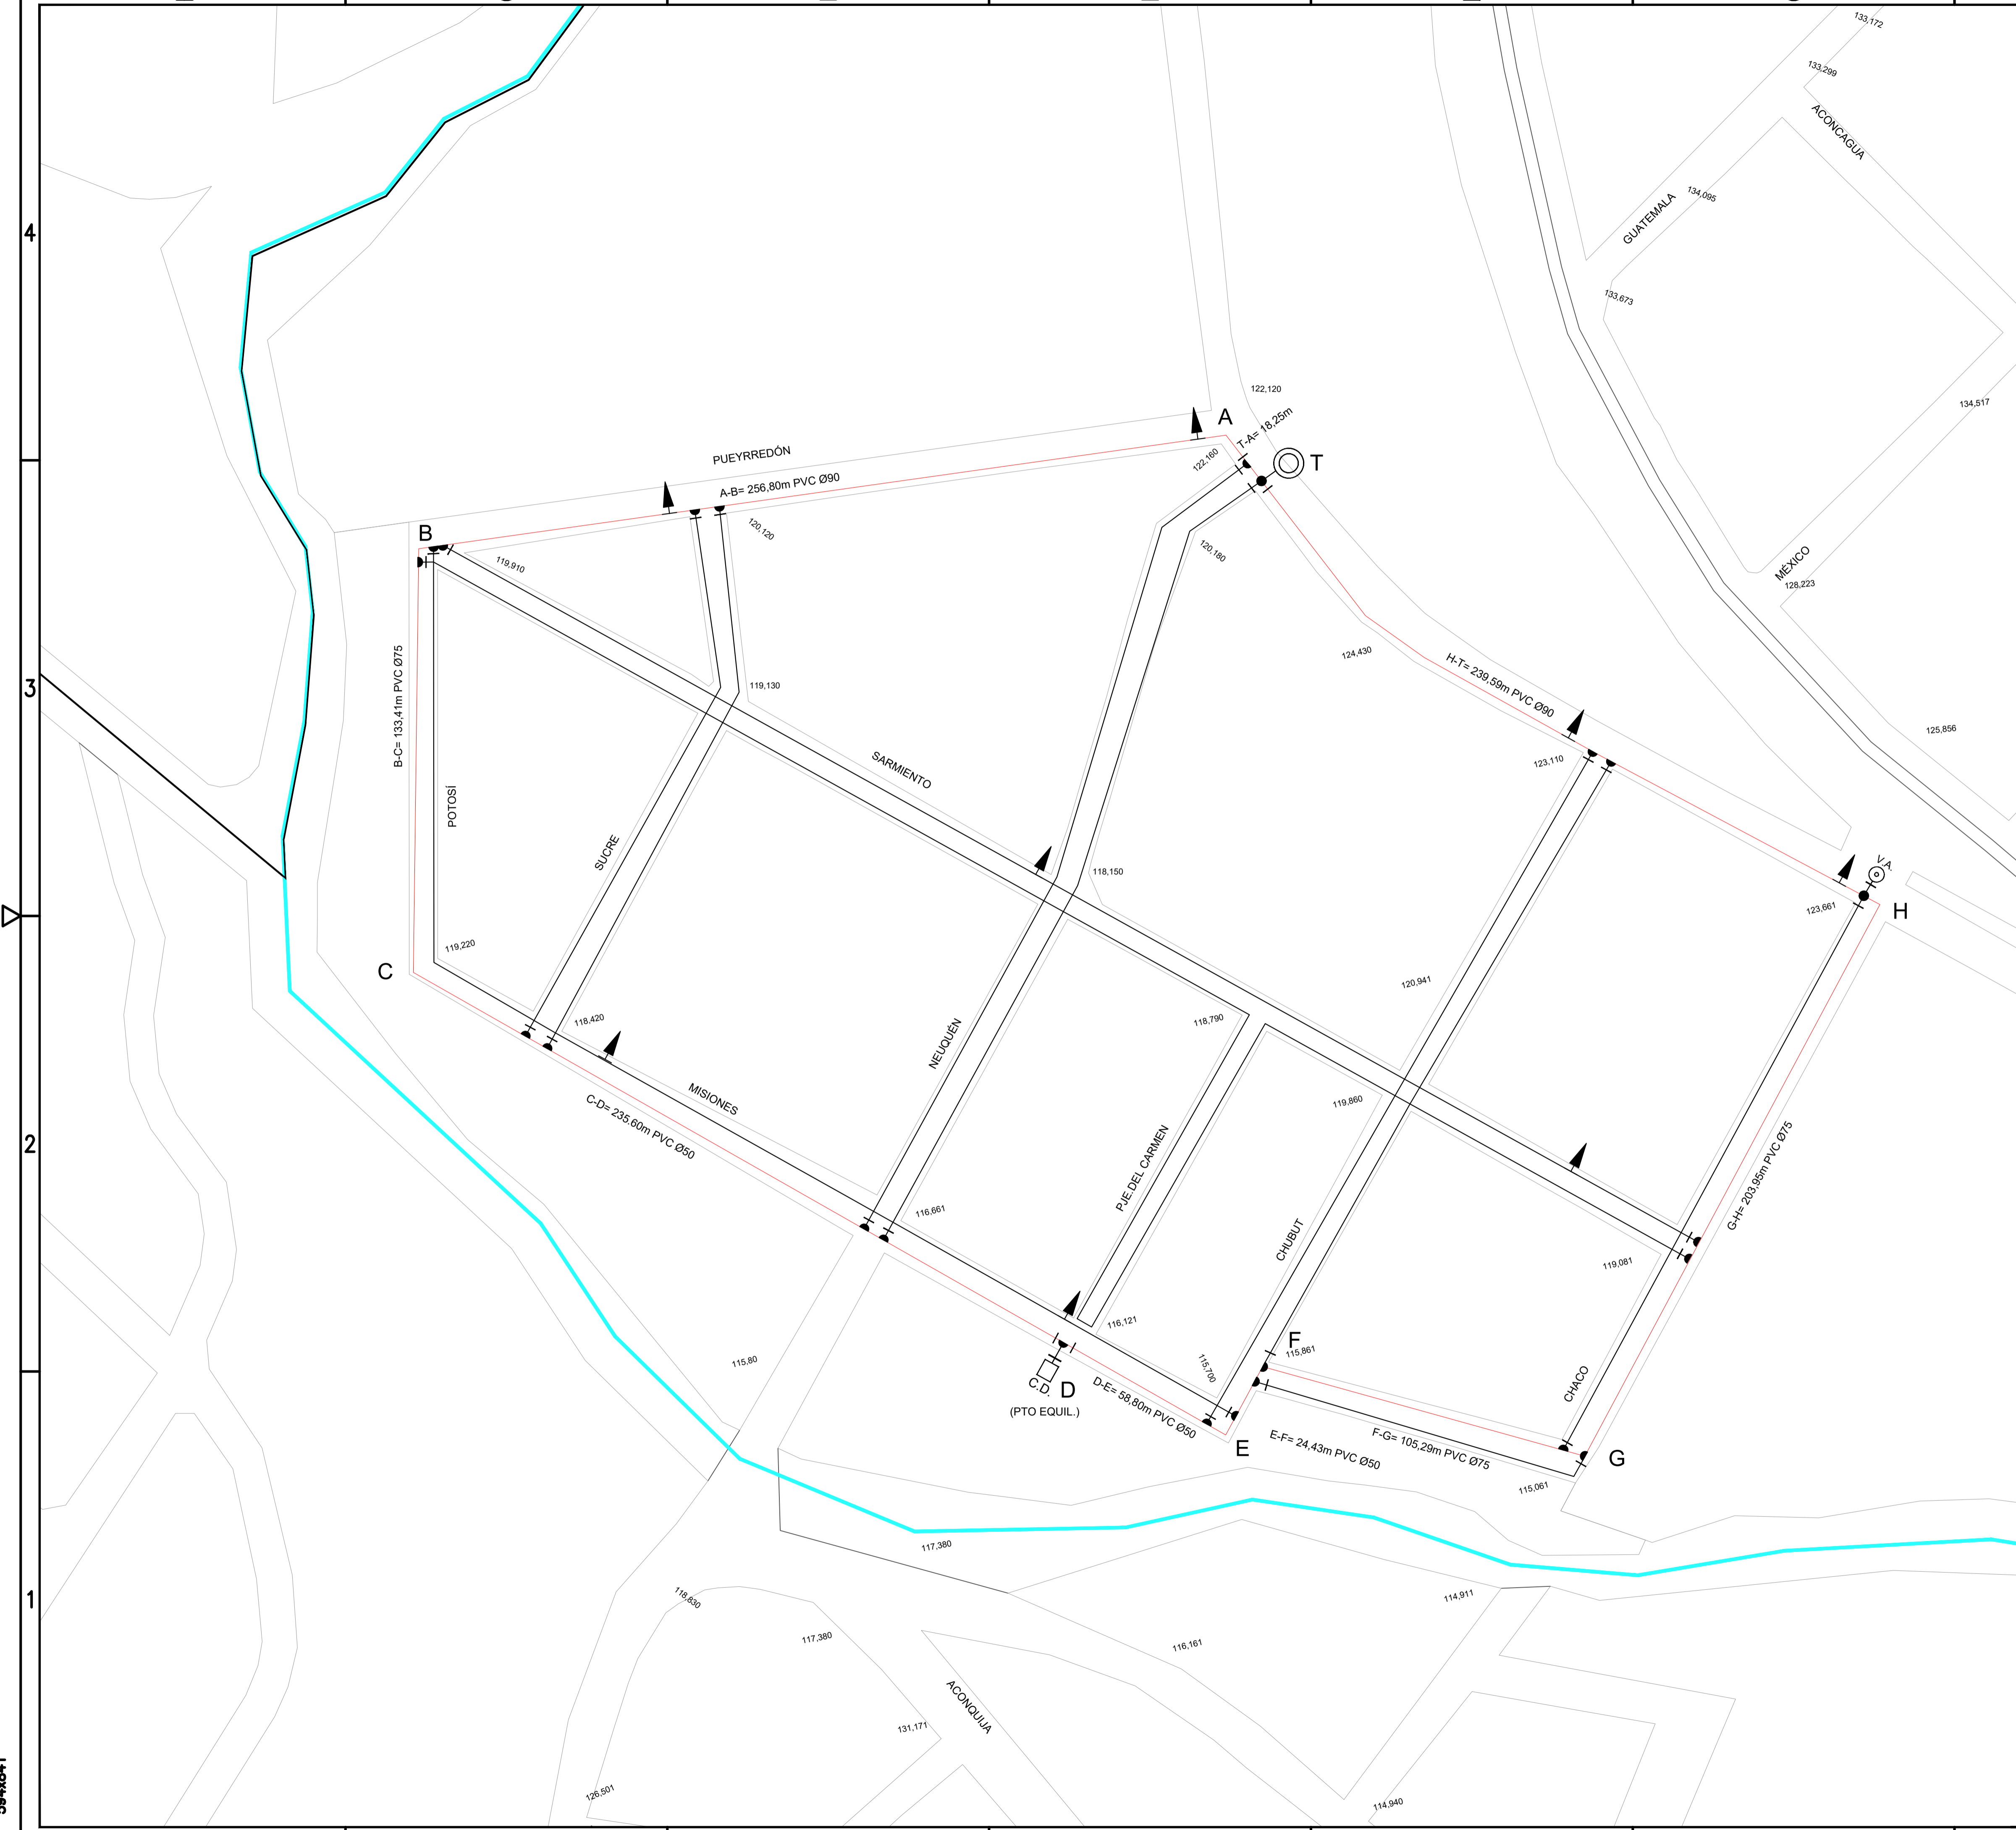 133,172
133,299
ACONCAGUA
4
134,095
GUATEMALA
133,673
122,120
134,517
A
T-A= 18,25m
PUEYRREDÓN
122,160
T
A-B= 256,80m PVC Ø90
B
120,120
120,180
119,910
MÉXICO
128,223
B-C= 133,41m PVC Ø75
124,430
H-T= 239,59m PVC Ø90
3
119,130
125,856
SARMIENTO
123,110
POTOSÍ
SUCRE
118,150
V.A.
123,661
H
119,220
C
120,941
118,420
118,790
NEUQUÉN
MISIONES
C-D= 235,60m PVC Ø50
119,860
2
PJE.DEL CARMEN
G-H= 203,95m PVC Ø75
116,661
CHUBUT
119,081
116,121
F
115,861
115,80
115,700
C.D.
D
(PTO EQUIL.)
D-E= 58,80m PVC Ø50
CHACO
E
E-F= 24,43m PVC Ø50
F-G= 105,29m PVC Ø75
G
115,061
117,380
1
118,630
114,911
117,380
116,161
ACONQUIJA
131,171
126,501
114,940
594x841